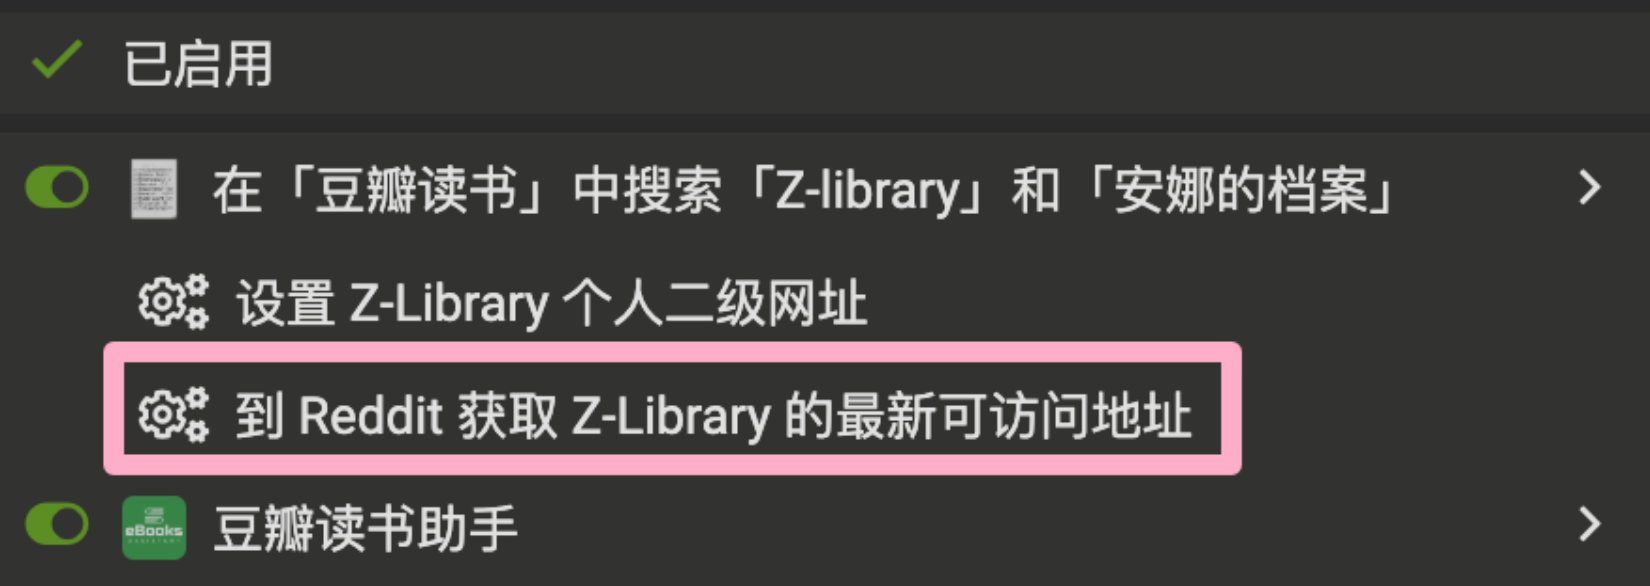 已启用
在「豆瓣读书」中搜索「Z-library」和「安娜的档案」
设置 Z-Library 个人二级网址
到 Reddit 获取 Z-Library 的最新可访问地址
eBooks
豆瓣读书助手